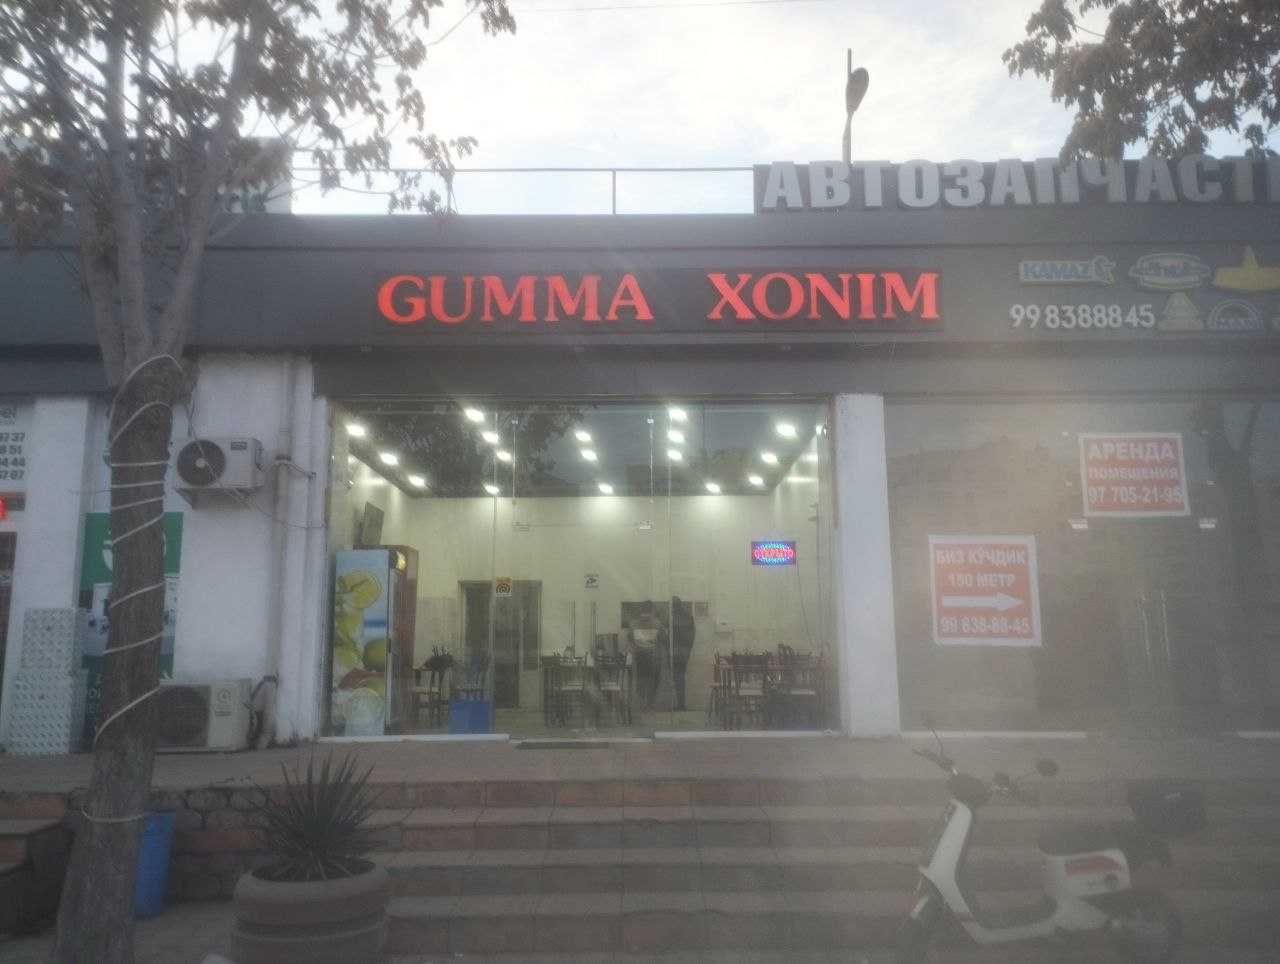 АВТОЗАПЧАСТИ
GUMMA XONIM
KAMAZ
99 8388845
АРЕНДА
ПОМЕЩЕНИЯ
97 705-21-95
БИЗ КЎЧДИК
150 МЕТР
99 838-88-45